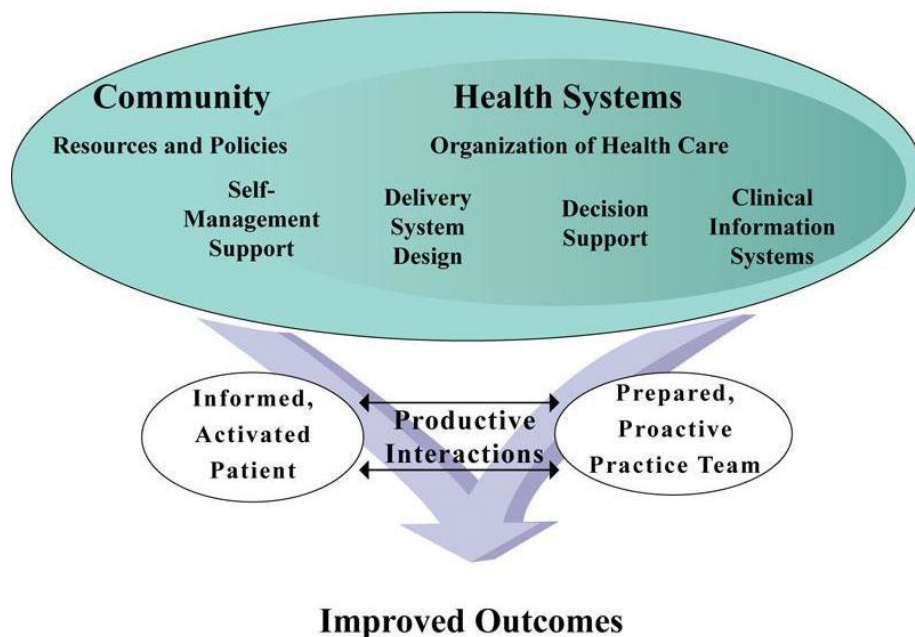 Community
Resources and Policies
Health Systems
Organization of Health Care
Self-
Management
Support
Delivery
System
Design
Decision
Support
Clinical
Information
Systems
Informed,
Activated
Patient
Productive
Interactions
Prepared,
Proactive
Practice Team
Improved Outcomes